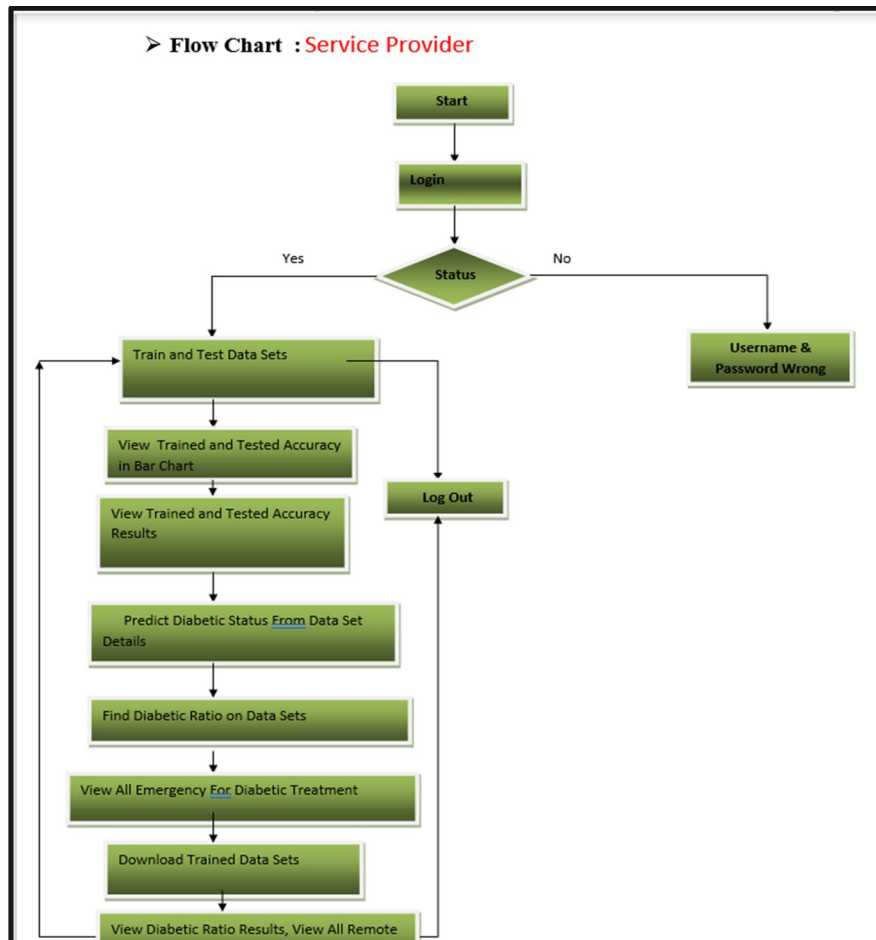 ➢ Flow Chart : Service Provider
Start
Login
Status
Yes
No
Username &
Password Wrong
Train and Test Data Sets
View Trained and Tested Accuracy
in Bar Chart
Log Out
View Trained and Tested Accuracy
Results
Predict Diabetic Status From Data Set
Details
Find Diabetic Ratio on Data Sets
View All Emergency For Diabetic Treatment
Download Trained Data Sets
View Diabetic Ratio Results, View All Remote